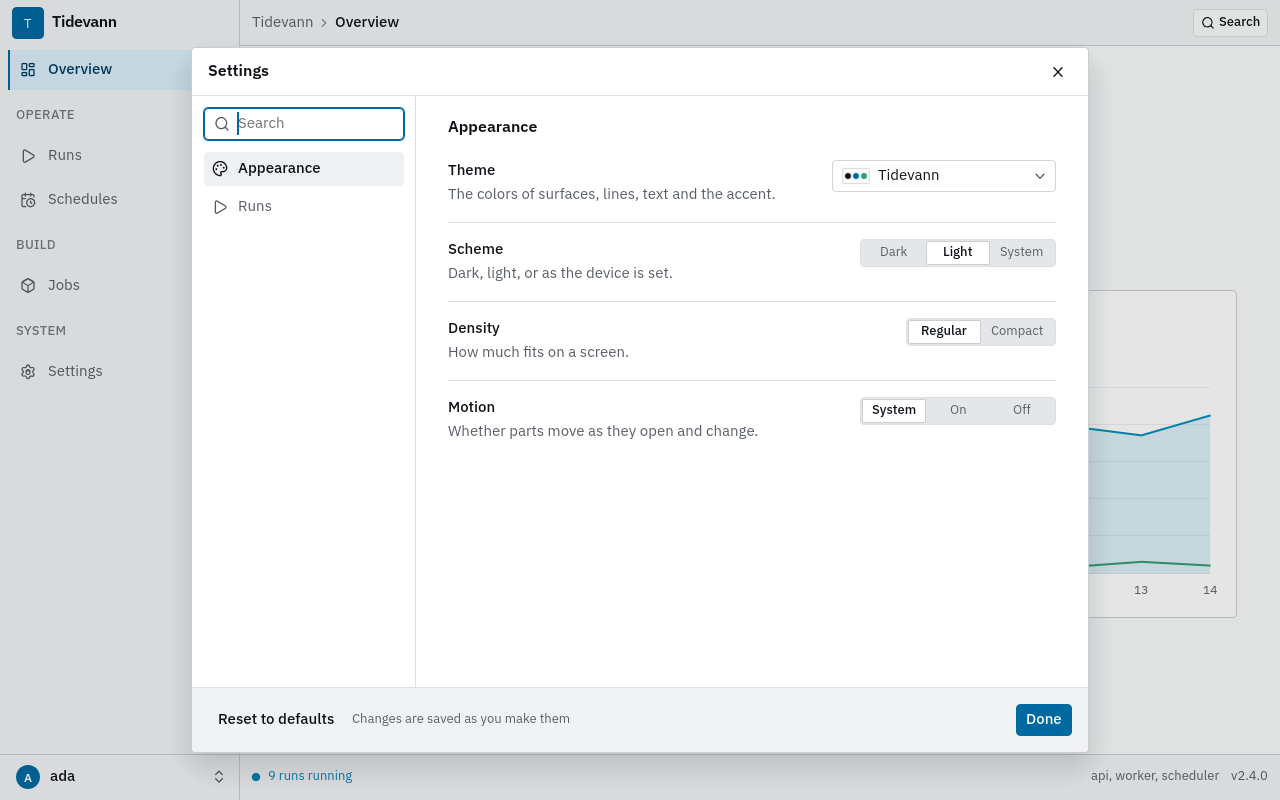 T Tidevann
Tidevann > Overview
Search
Overview
OPERATE
Runs
Schedules
BUILD
Jobs
SYSTEM
Settings
A ada
Settings
Search
Appearance
Runs
Appearance
Theme
The colors of surfaces, lines, text and the accent.
Tidevann
Scheme
Dark, light, or as the device is set.
Dark Light System
Density
How much fits on a screen.
Regular Compact
Motion
Whether parts move as they open and change.
System On Off
Reset to defaults
Changes are saved as you make them
Done
13 14
9 runs running
api, worker, scheduler v2.4.0